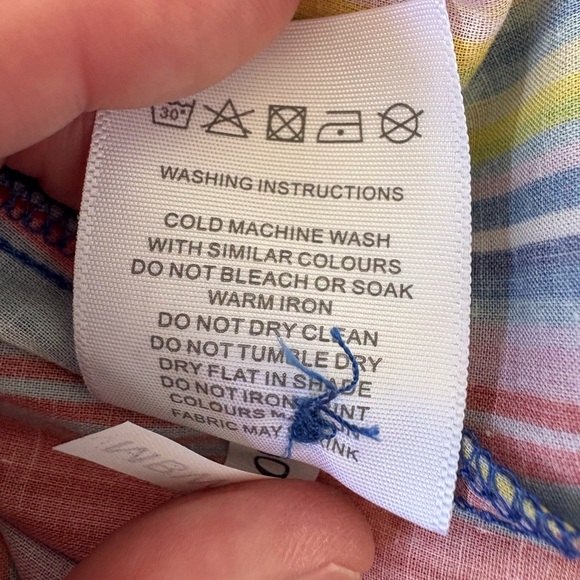 30°
WASHING INSTRUCTIONS
COLD MACHINE WASH
WITH SIMILAR COLOURS
DO NOT BLEACH OR SOAK
WARM IRON
DO NOT DRY CLEAN
DO NOT TUMBLE DRY
DRY FLAT IN SHADE
DO NOT IRON
COLOURS
FABRIC MAY